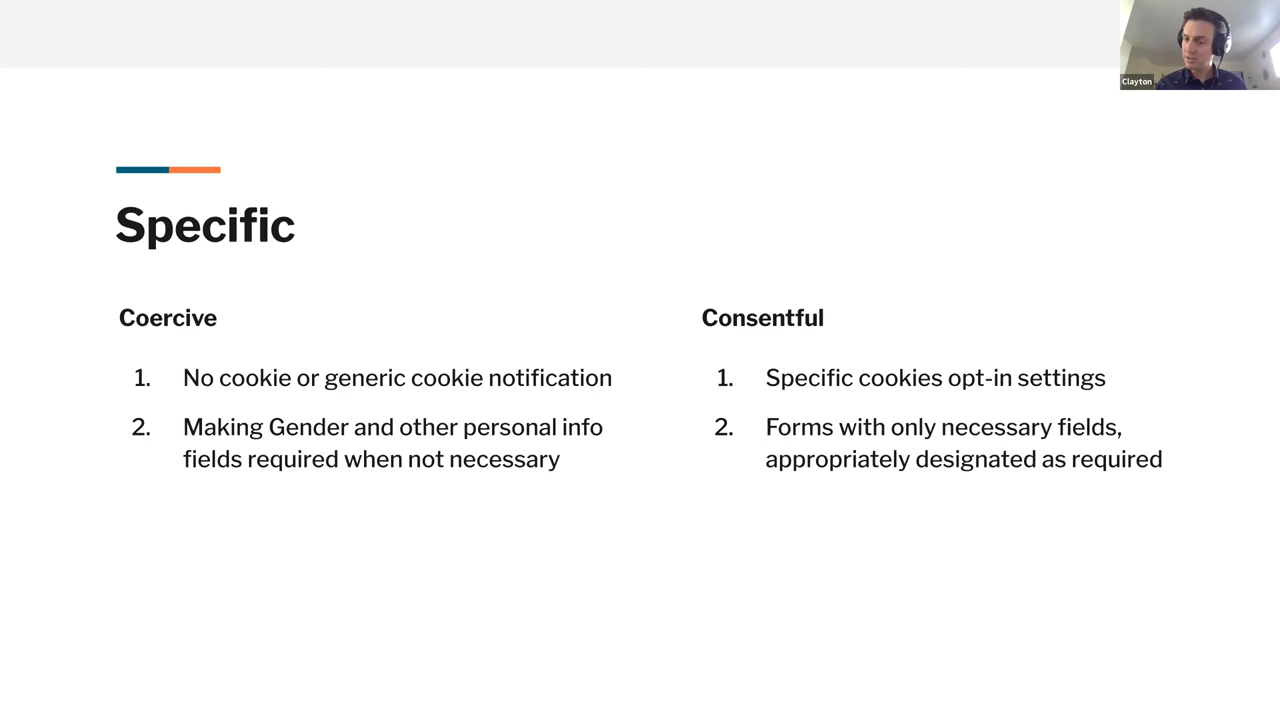 Clayton
Specific
Coercive
1. No cookie or generic cookie notification
2. Making Gender and other personal info
fields required when not necessary
Consentful
1. Specific cookies opt-in settings
2. Forms with only necessary fields,
appropriately designated as required